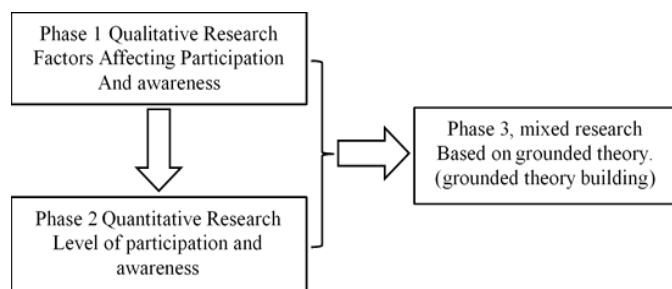 Phase 1 Qualitative Research
Factors Affecting Participation
And awareness
Phase 2 Quantitative Research
Level of participation and
awareness
Phase 3, mixed research
Based on grounded theory.
(grounded theory building)